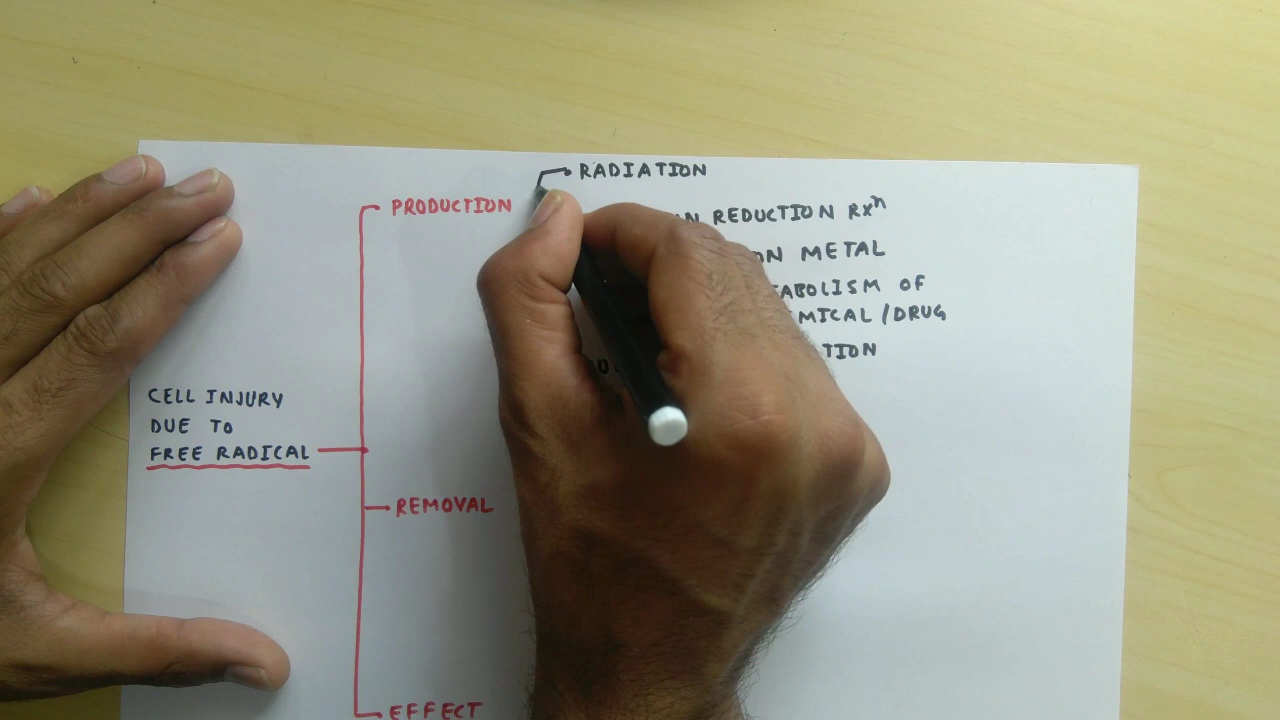 RADIATION
PRODUCTION
REDUCTION RXⁿ
METAL
OF
/DRUG
CELL INJURY
DUE TO
FREE RADICAL
REMOVAL
EFFECT